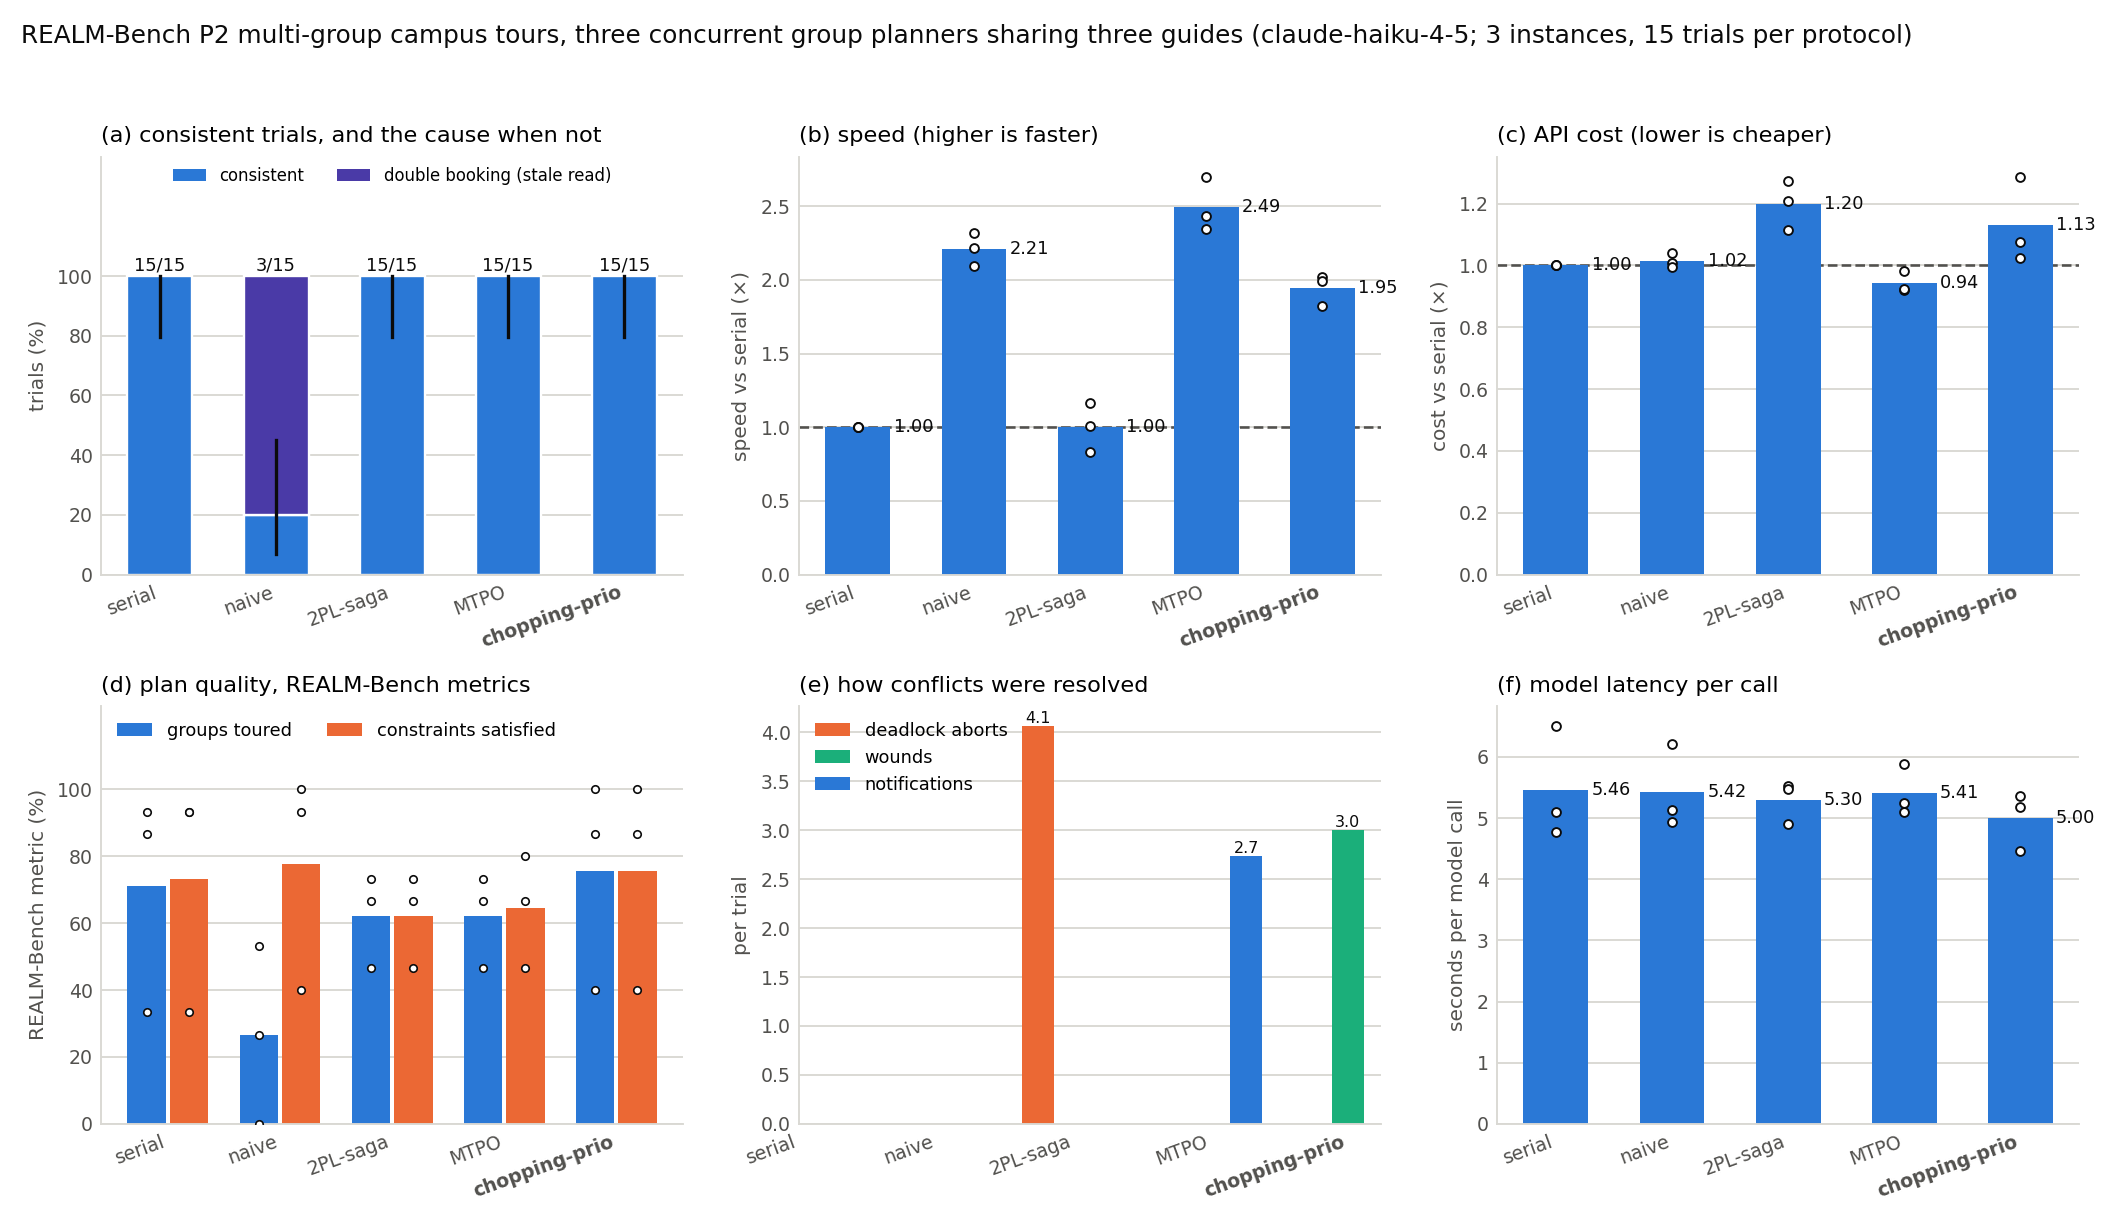 REALM-Bench P2 multi-group campus tours, three concurrent group planners sharing three guides (claude-haiku-4-5; 3 instances, 15 trials per protocol)
(a) consistent trials, and the cause when not
consistent
double booking (stale read)
15/15
3/15
15/15
15/15
15/15
100
80
60
40
20
0
trials (%)
serial
naive
2PL-saga
MTPO
chopping-prio
(b) speed (higher is faster)
2.5
2.0
1.5
1.0
0.5
0.0
speed vs serial (×)
1.00
2.21
1.00
2.49
1.95
serial
naive
2PL-saga
MTPO
chopping-prio
(c) API cost (lower is cheaper)
1.2
1.0
0.8
0.6
0.4
0.2
0.0
cost vs serial (×)
1.00
1.02
1.20
0.94
1.13
serial
naive
2PL-saga
MTPO
chopping-prio
(d) plan quality, REALM-Bench metrics
groups toured
constraints satisfied
100
80
60
40
20
0
REALM-Bench metric (%)
serial
naive
2PL-saga
MTPO
chopping-prio
(e) how conflicts were resolved
deadlock aborts
wounds
notifications
4.1
2.7
3.0
4.0
3.5
3.0
2.5
2.0
1.5
1.0
0.5
0.0
per trial
serial
naive
2PL-saga
MTPO
chopping-prio
(f) model latency per call
6
5
4
3
2
1
0
seconds per model call
5.46
5.42
5.30
5.41
5.00
serial
naive
2PL-saga
MTPO
chopping-prio